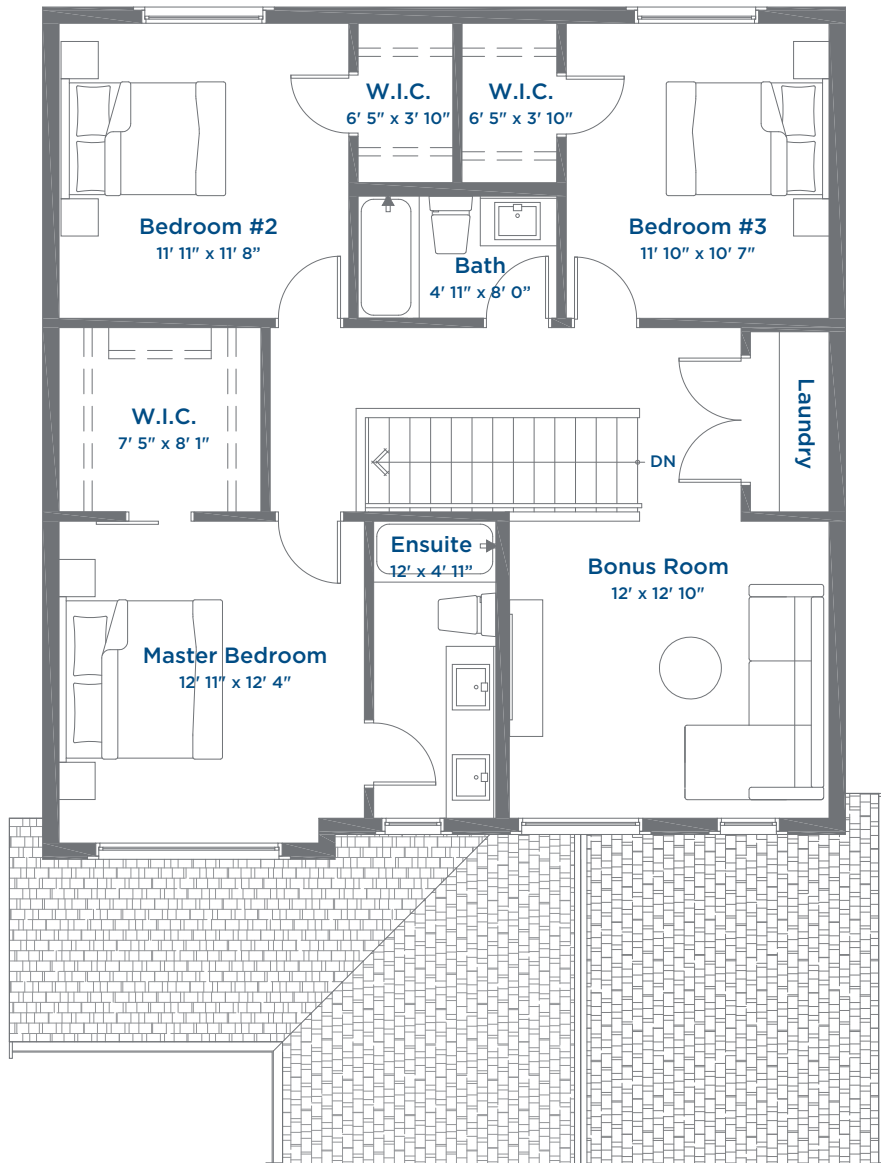 W.I.C.
6' 5" x 3' 10"
W.I.C.
6' 5" x 3' 10"
Bedroom #2
11' 11" x 11' 8”
Bedroom #3
11' 10" x 10' 7"
Bath
4' 11" x 8' 0”
W.I.C.
7' 5" x 8' 1"
Laundry
DN
Ensuite
12' x 4' 11”
Bonus Room
12' x 12' 10"
Master Bedroom
12' 11" x 12' 4"